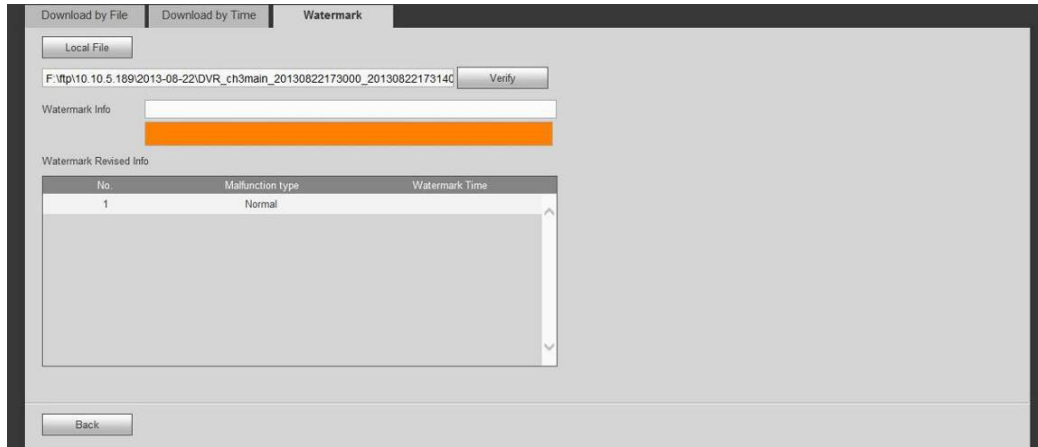 Download by File Download by Time Watermark
Local File
F:\ftp\10.10.5.189\2013-08-22\DVR_ch3main_20130822173000_20130822173140 Verify
Watermark Info
Watermark Revised Info
No. Malfunction type Watermark Time
1 Normal
Back